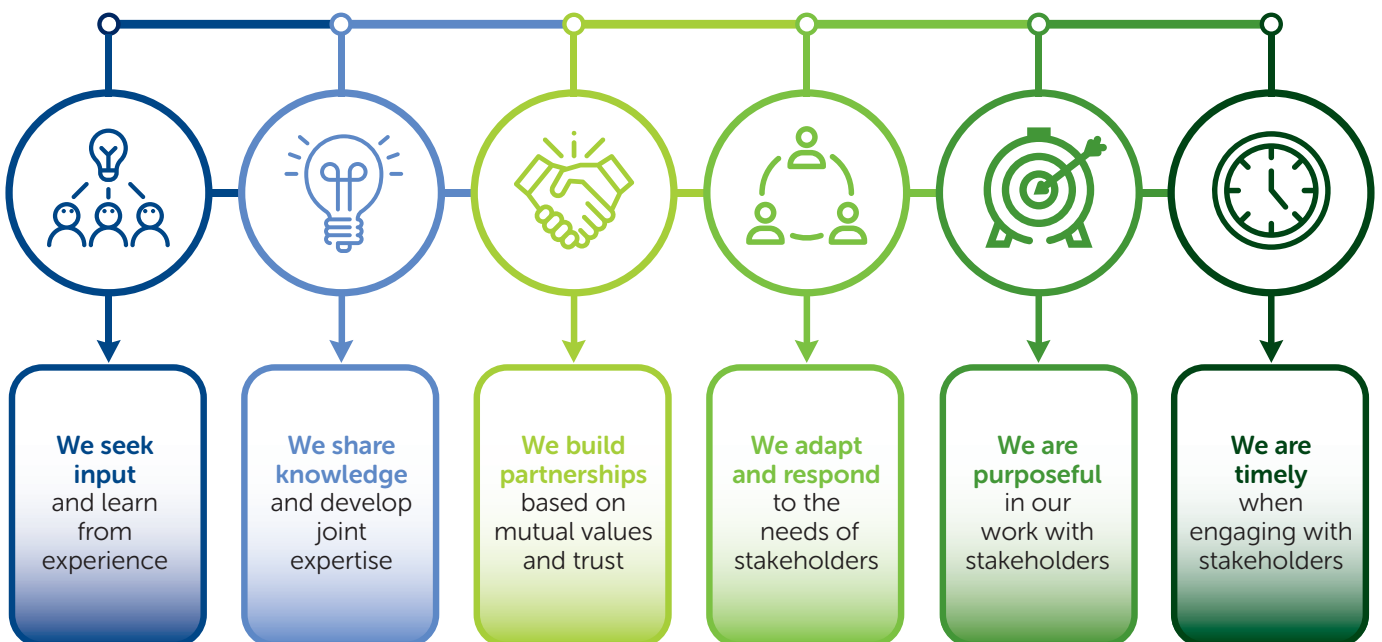 We seek
input
and learn
from
experience
We share
knowledge
and develop
joint
expertise
We build
partnerships
based on
mutual values
and trust
We adapt
and respond
to the
needs of
stakeholders
We are
purposeful
in our
work with
stakeholders
We are
timely
when
engaging with
stakeholders